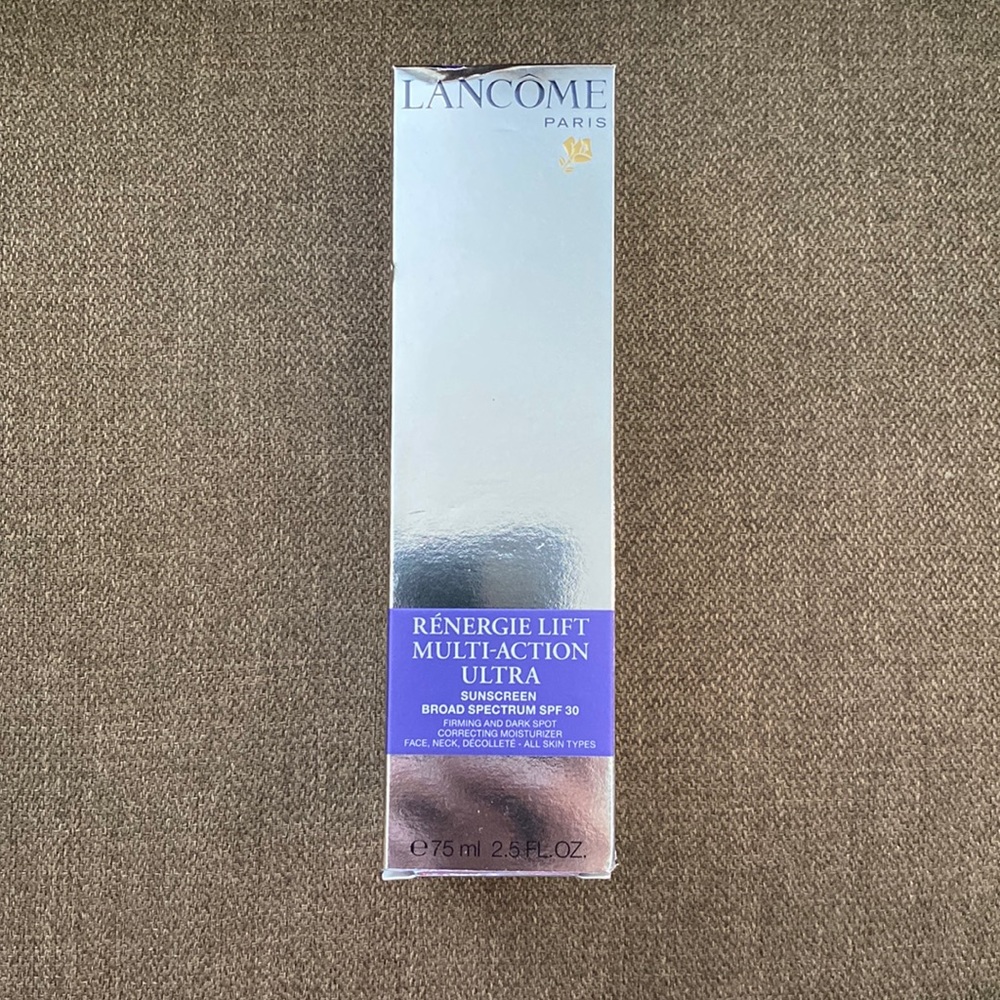 LANCÔME
PARIS
RÉNERGIE LIFT
MULTI-ACTION
ULTRA
SUNSCREEN
BROAD SPECTRUM SPF 30
FIRMING AND DARK SPOT
CORRECTING MOISTURIZER
FACE, NECK, DÉCOLLETÉ - ALL SKIN TYPES
℮ 75 ml 2.5 FL.OZ.